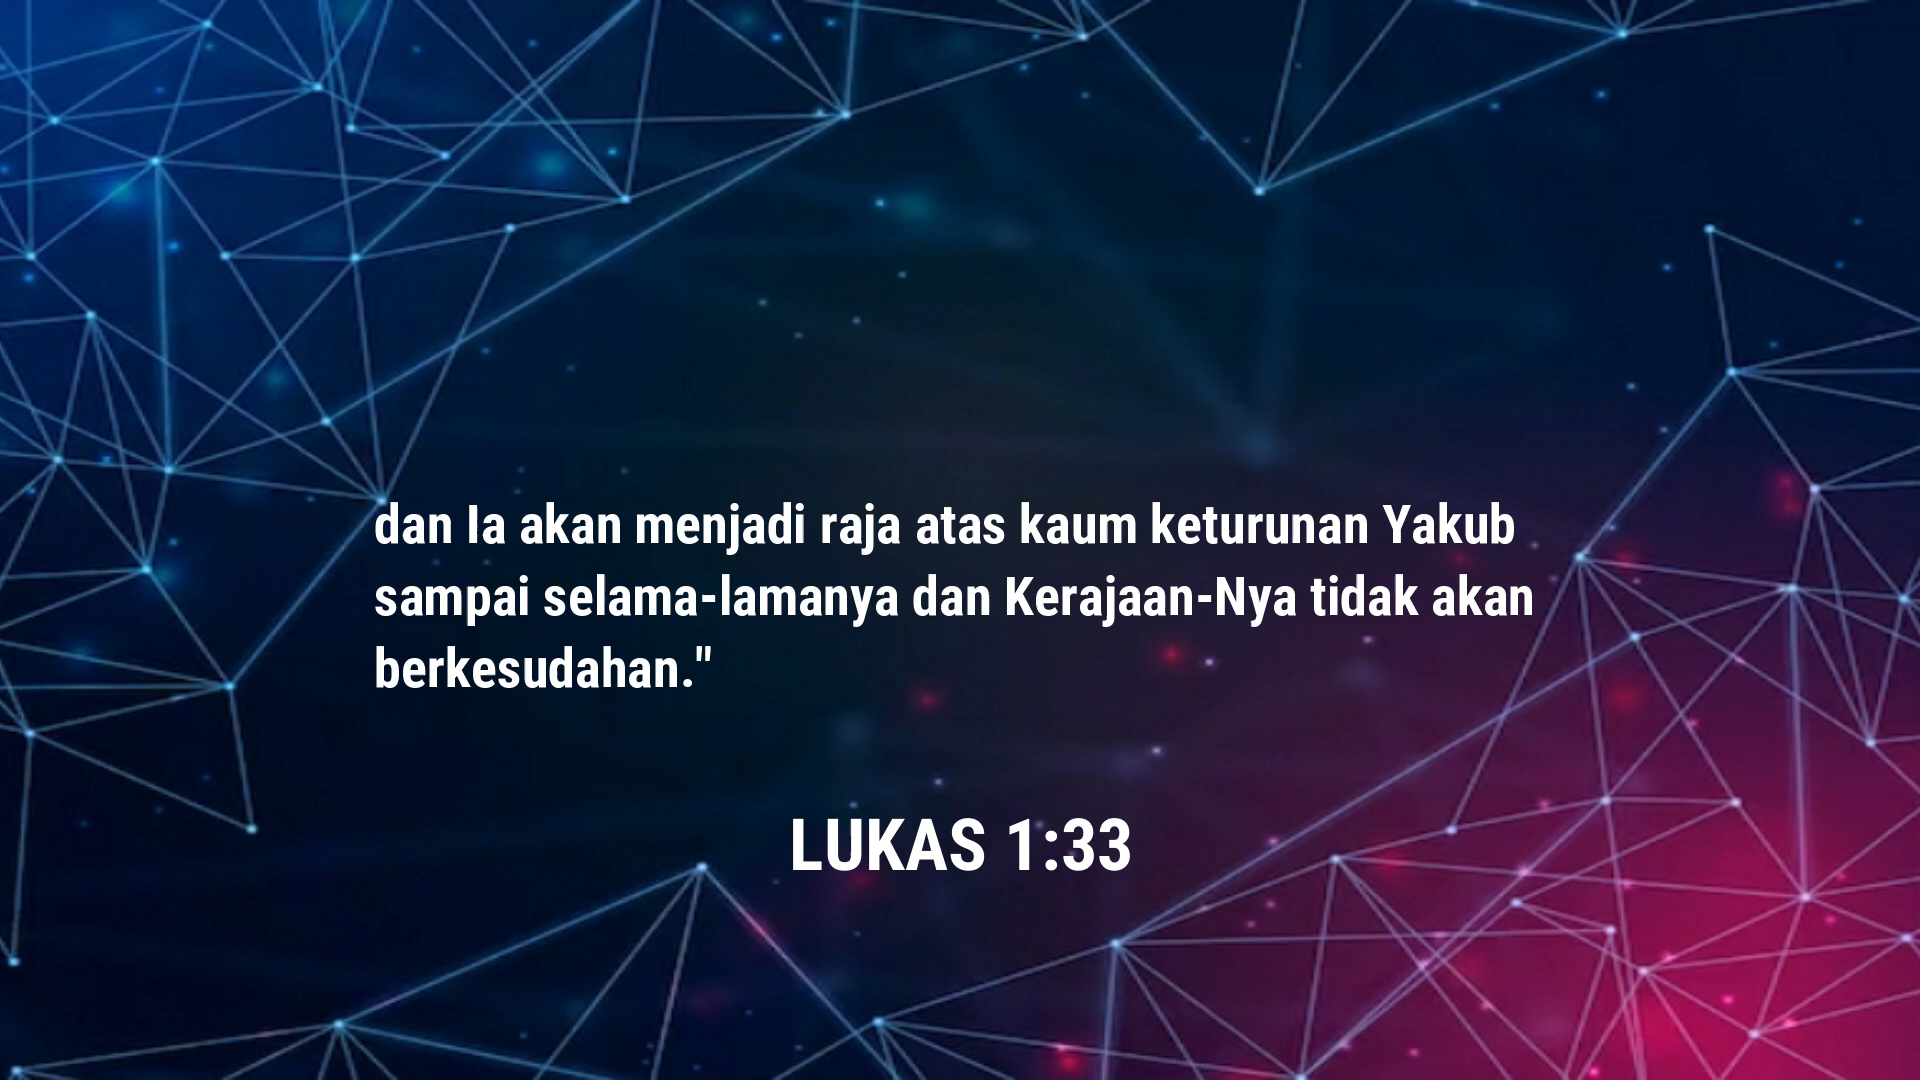 dan Ia akan menjadi raja atas kaum keturunan Yakub
sampai selama-lamanya dan Kerajaan-Nya tidak akan
berkesudahan."
LUKAS 1:33